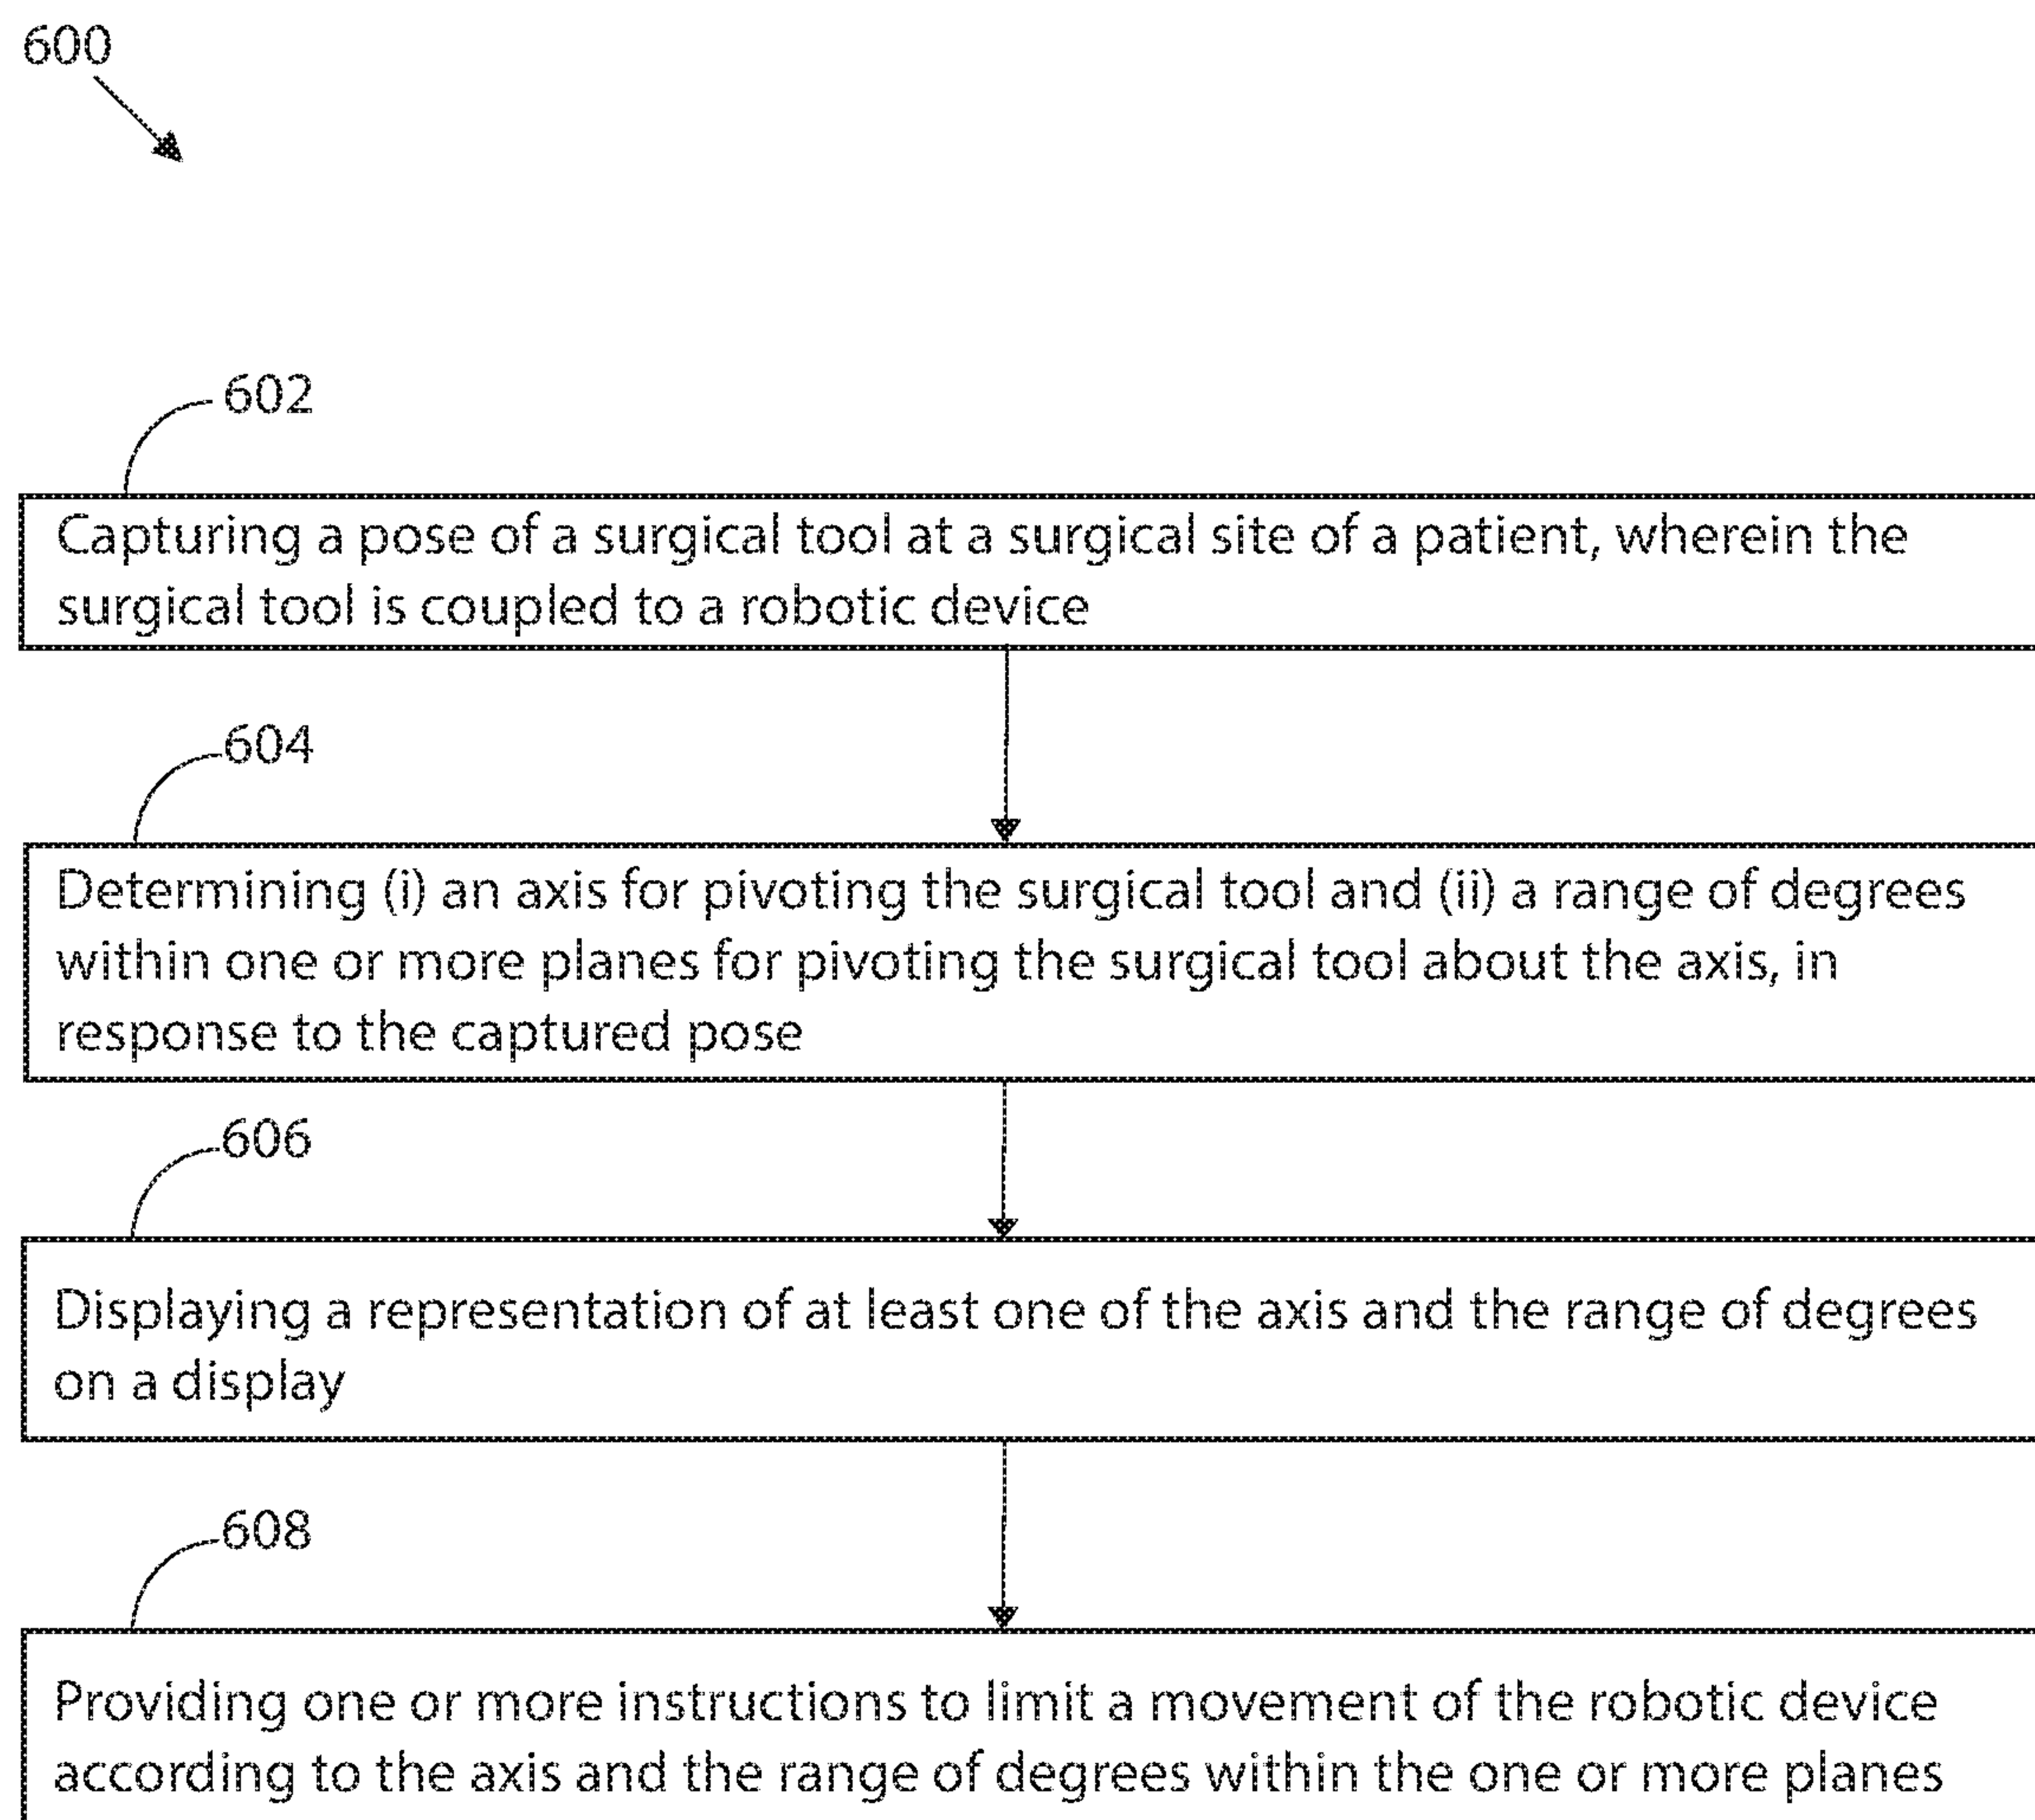 600
602
Capturing a pose of a surgical tool at a surgical site of a patient, wherein the
surgical tool is coupled to a robotic device
604
Determining (i) an axis for pivoting the surgical tool and (ii) a range of degrees
within one or more planes for pivoting the surgical tool about the axis, in
response to the captured pose
606
Displaying a representation of at least one of the axis and the range of degrees
on a display
608
Providing one or more instructions to limit a movement of the robotic device
according to the axis and the range of degrees within the one or more planes